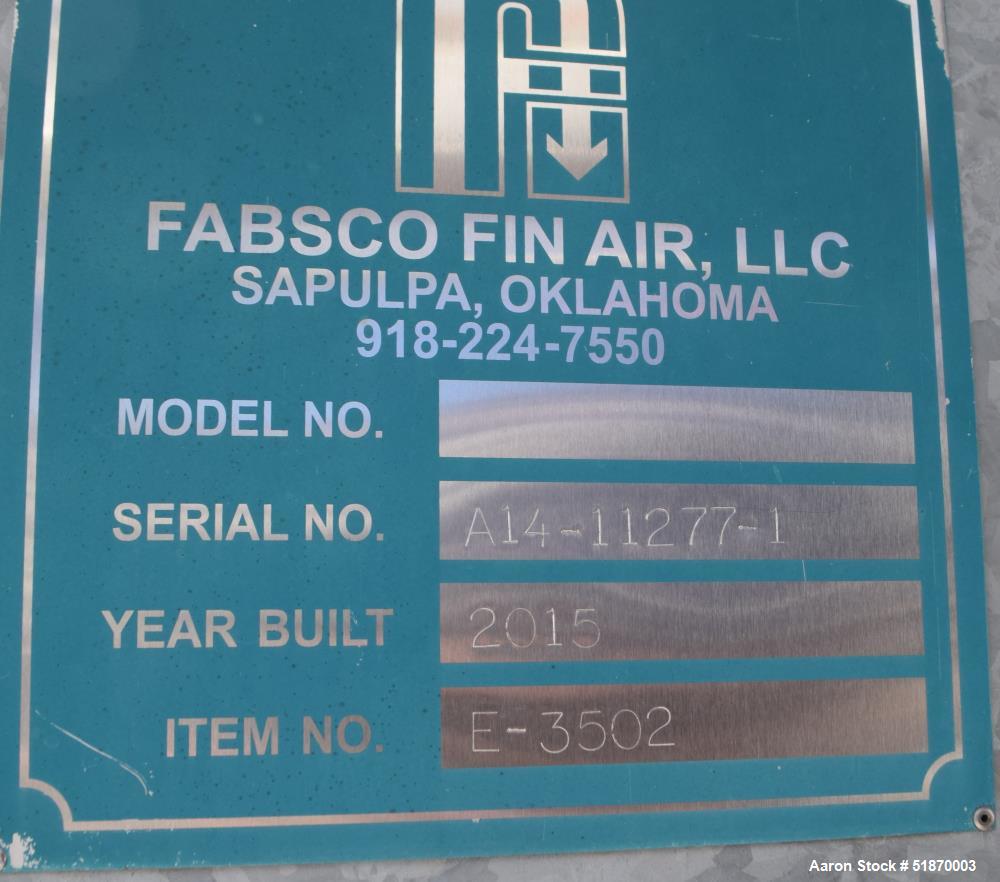 FABSCO FIN AIR, LLC
SAPULPA, OKLAHOMA
918-224-7550
MODEL NO.
SERIAL NO. A14-11277-1
YEAR BUILT 2015
ITEM NO. E-3502
Aaron Stock # 51870003